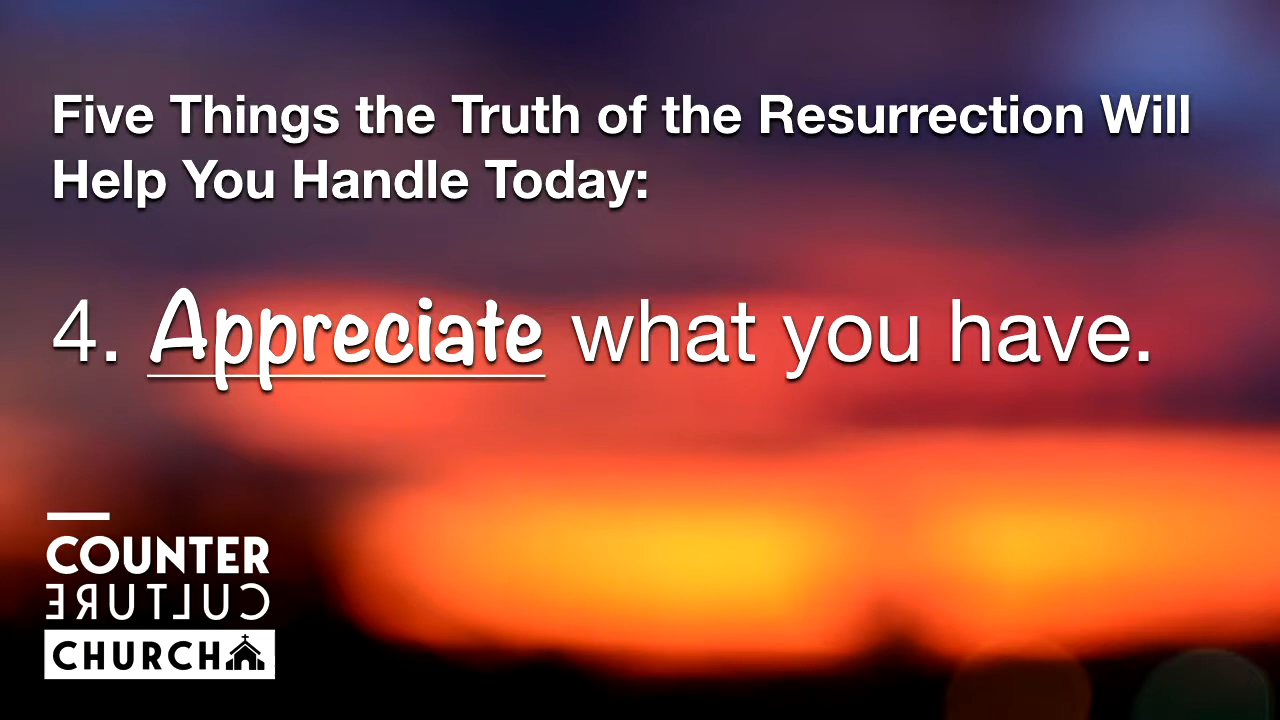 Five Things the Truth of the Resurrection Will
Help You Handle Today:
4. Appreciate what you have.
COUNTER
CULTURE
CHURCH